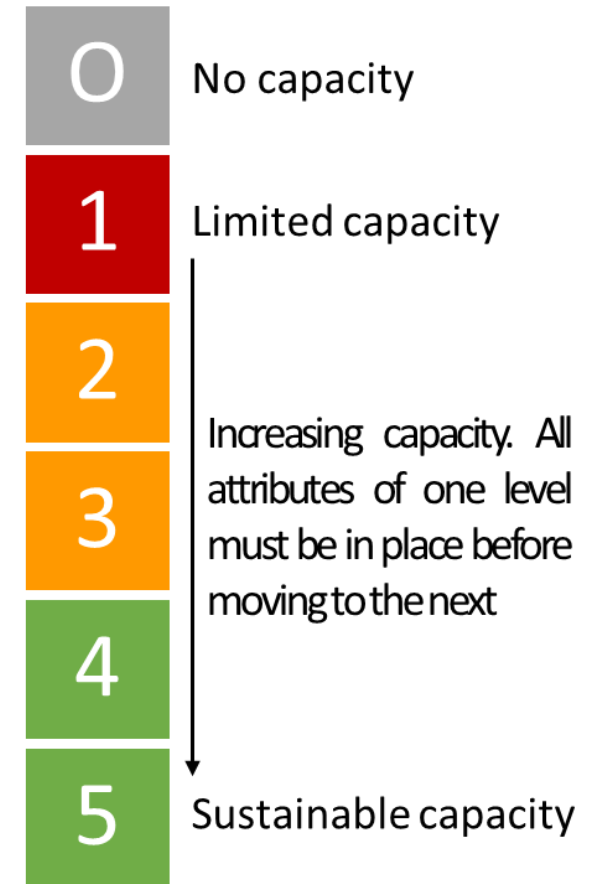 0
No capacity
1
Limited capacity
2
Increasing capacity. All
attributes of one level
must be in place before
moving to the next
3
4
5
Sustainable capacity